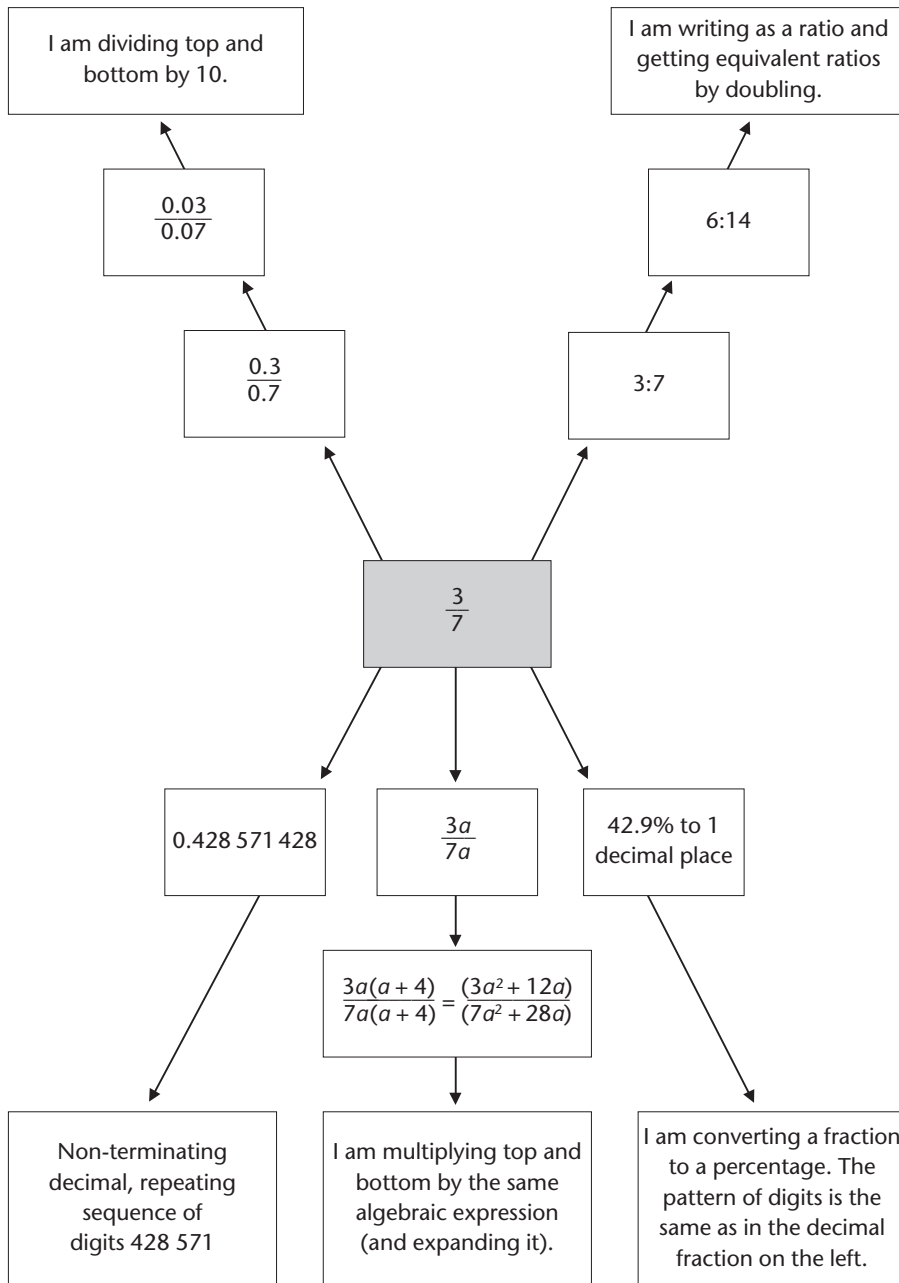 I am dividing top and
bottom by 10.
I am writing as a ratio and
getting equivalent ratios
by doubling.
0.03
0.07
6:14
0.3
0.7
3:7
3
7
0.428 571 428
3a
7a
42.9% to 1
decimal place
3a(a + 4) = (3a² + 12a)
7a(a + 4) (7a² + 28a)
Non-terminating
decimal, repeating
sequence of
digits 428 571
I am multiplying top and
bottom by the same
algebraic expression
(and expanding it).
I am converting a fraction
to a percentage. The
pattern of digits is the
same as in the decimal
fraction on the left.